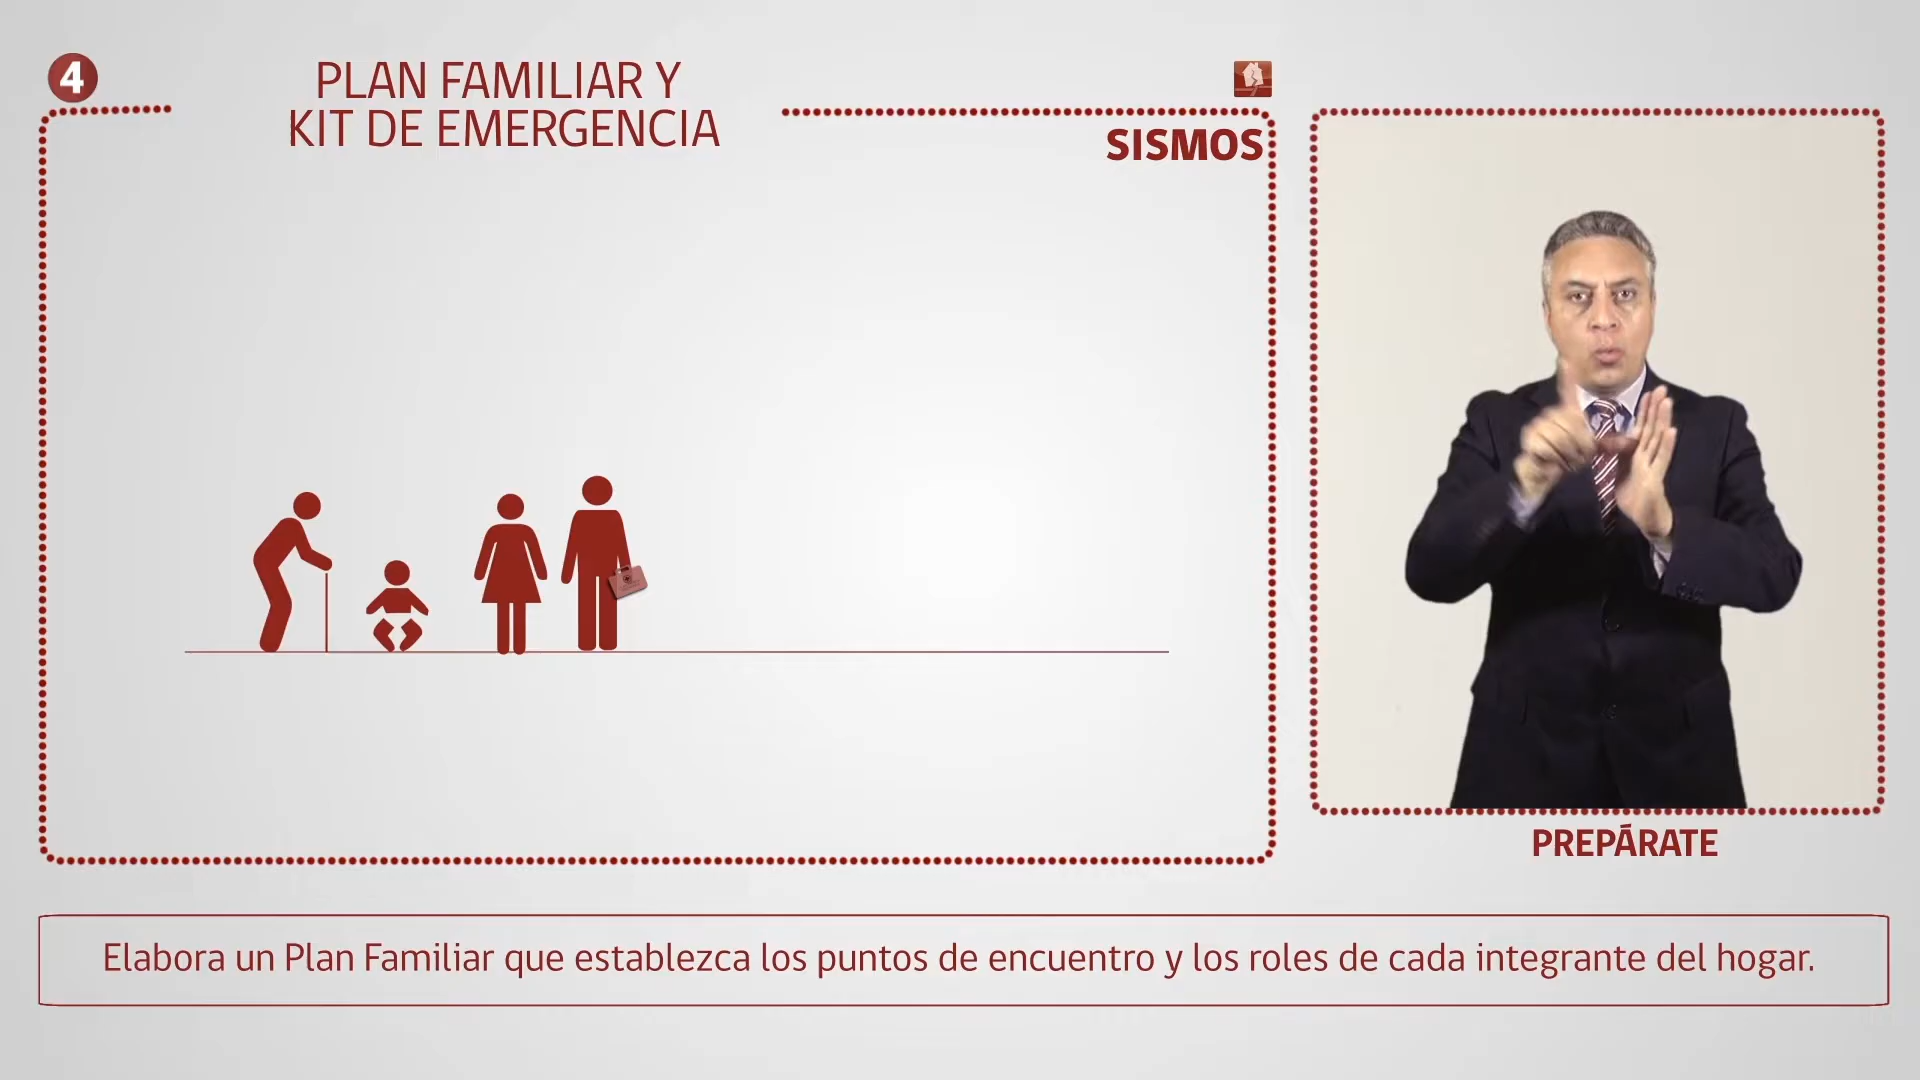 4
PLAN FAMILIAR Y
KIT DE EMERGENCIA
SISMOS
PREPÁRATE
Elabora un Plan Familiar que establezca los puntos de encuentro y los roles de cada integrante del hogar.